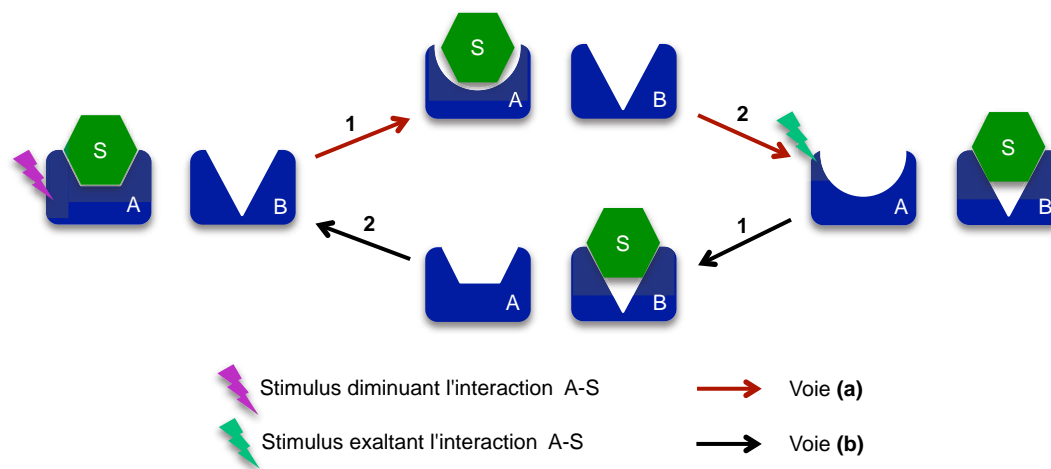 S
A
B
1
2
S
A
B
S
A
B
2
1
S
A
B
Stimulus diminuant l'interaction A-S
Voie (a)
Stimulus exaltant l'interaction A-S
Voie (b)